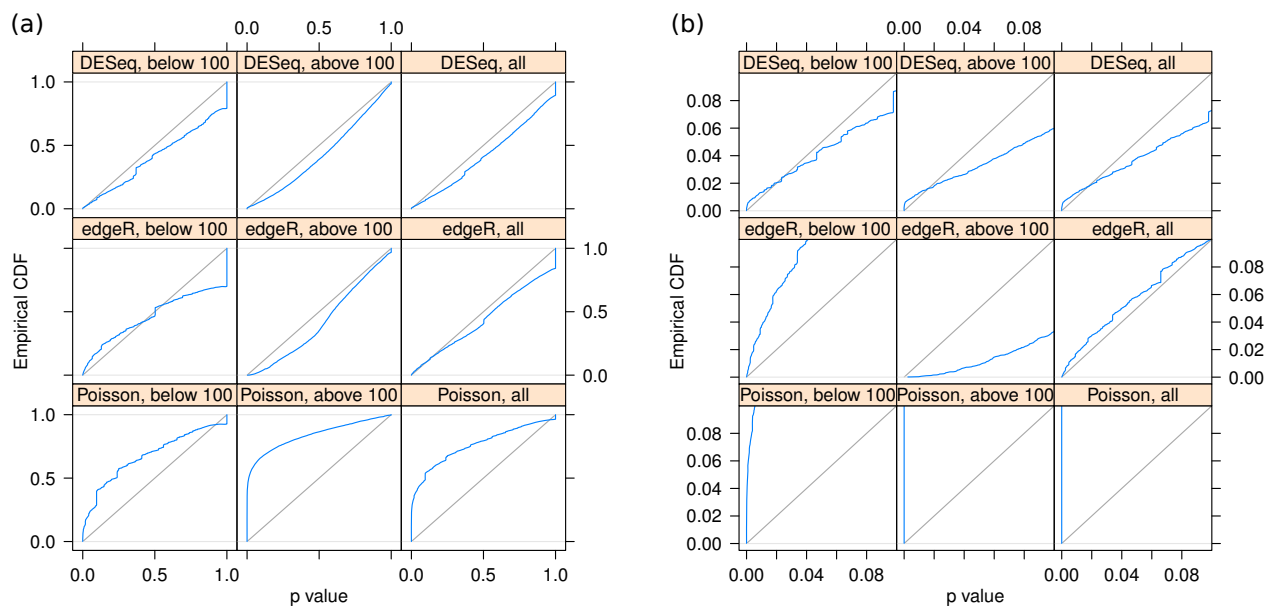 (a)
0.0 0.5 1.0
DESeq, below 100 DESeq, above 100 DESeq, all
1.0
0.5
0.0
edgeR, below 100 edgeR, above 100 edgeR, all
1.0
0.5
0.0
Poisson, below 100 Poisson, above 100 Poisson, all
1.0
0.5
0.0
0.0 0.5 1.0 0.0 0.5 1.0
Empirical CDF
p value
(b)
0.00 0.04 0.08
DESeq, below 100 DESeq, above 100 DESeq, all
0.08
0.06
0.04
0.02
0.00
edgeR, below 100 edgeR, above 100 edgeR, all
0.08
0.06
0.04
0.02
0.00
Poisson, below 100 Poisson, above 100 Poisson, all
0.08
0.06
0.04
0.02
0.00
0.00 0.04 0.08 0.00 0.04 0.08
Empirical CDF
p value